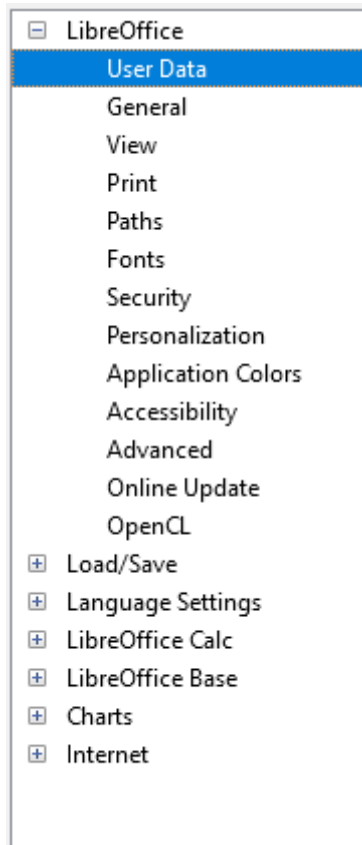 LibreOffice
User Data
General
View
Print
Paths
Fonts
Security
Personalization
Application Colors
Accessibility
Advanced
Online Update
OpenCL
Load/Save
Language Settings
LibreOffice Calc
LibreOffice Base
Charts
Internet